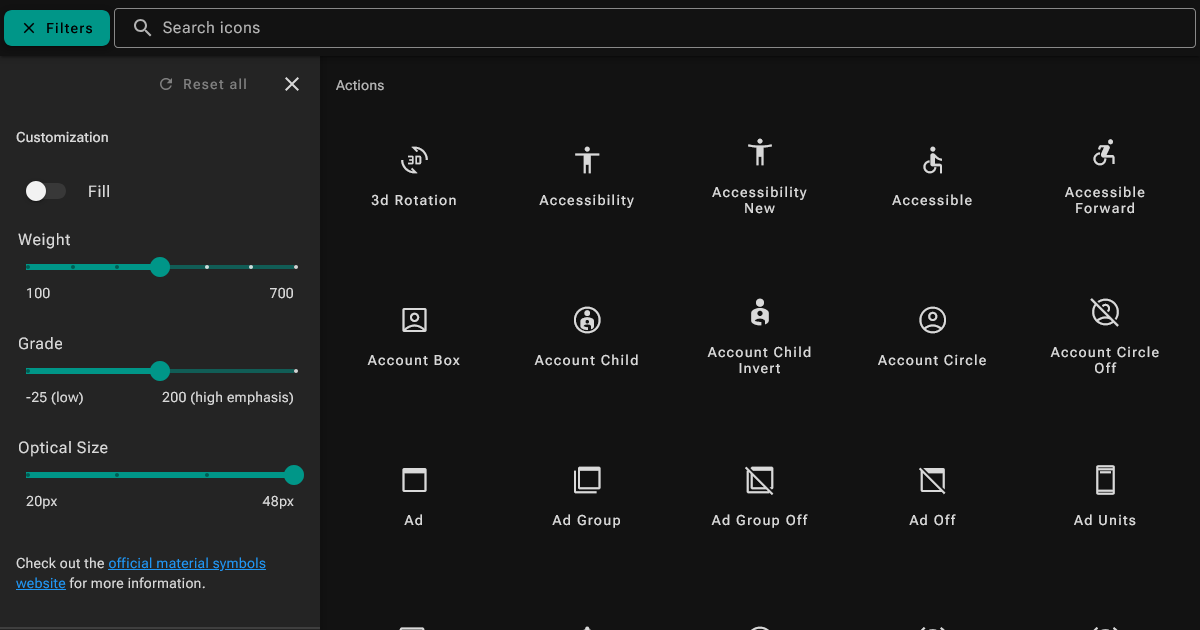 Filters
Search icons
Reset all
Customization
Fill
Weight
100 700
Grade
-25 (low) 200 (high emphasis)
Optical Size
20px 48px
Check out the official material symbols
website for more information.
Actions
3D
3d Rotation
Accessibility
Accessibility
New
Accessible
Accessible
Forward
Account Box
Account Child
Account Child
Invert
Account Circle
Account Circle
Off
Ad
Ad Group
Ad Group Off
Ad Off
Ad Units